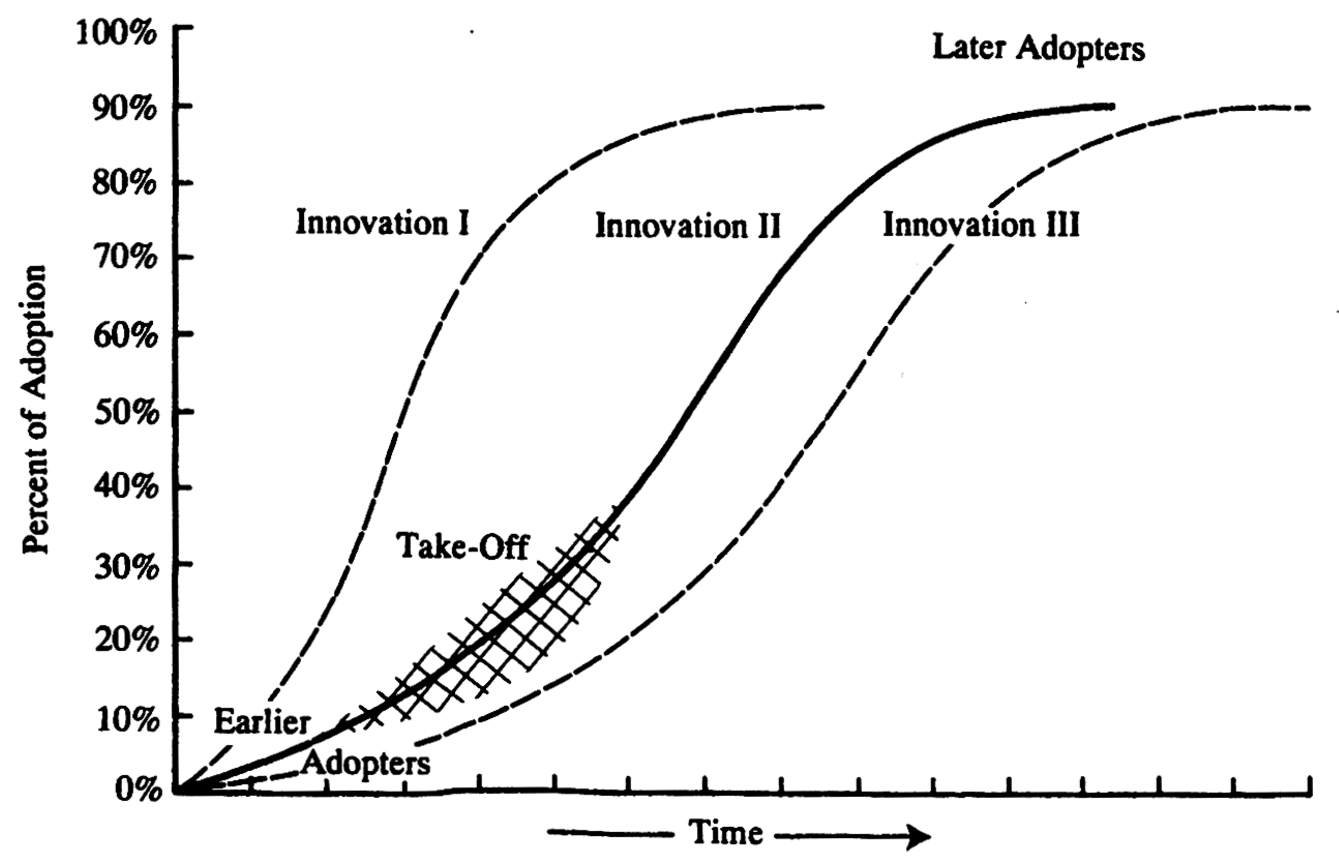 100%
Later Adopters
90%
80%
Innovation I
Innovation II
Innovation III
70%
60%
50%
40%
Take-Off
30%
20%
10%
Earlier
Adopters
0%
Percent of Adoption
Time